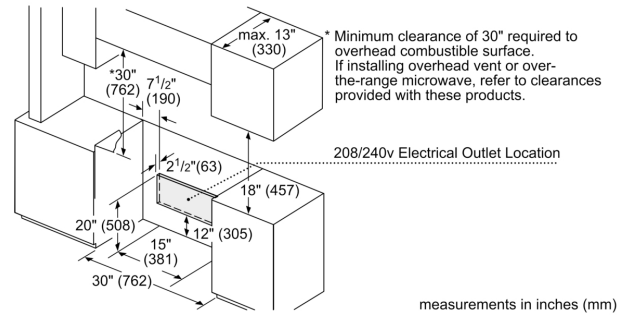 max. 13"
(330)
* Minimum clearance of 30" required to
overhead combustible surface.
If installing overhead vent or over-
the-range microwave, refer to clearances
provided with these products.
*30"
(762)
7 1/2"
(190)
208/240v Electrical Outlet Location
2 1/2"(63)
18" (457)
20" (508)
12" (305)
15"
(381)
30" (762)
measurements in inches (mm)